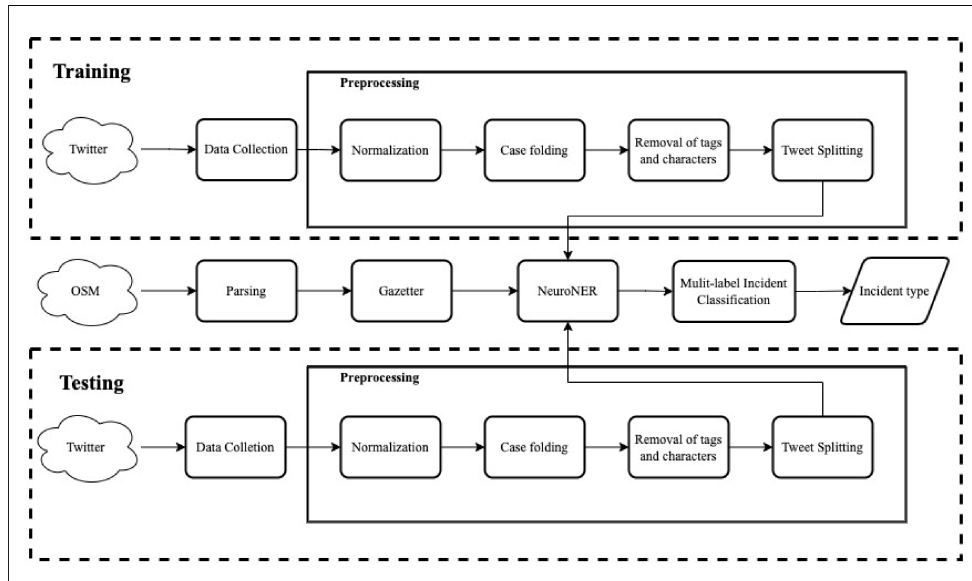 Training
Preprocessing
Twitter
Data Collection
Normalization
Case folding
Removal of tags
and characters
Tweet Splitting
OSM
Parsing
Gazetter
NeuroNER
Mulit-label Incident
Classification
Incident type
Testing
Preprocessing
Twitter
Data Colletion
Normalization
Case folding
Removal of tags
and characters
Tweet Splitting